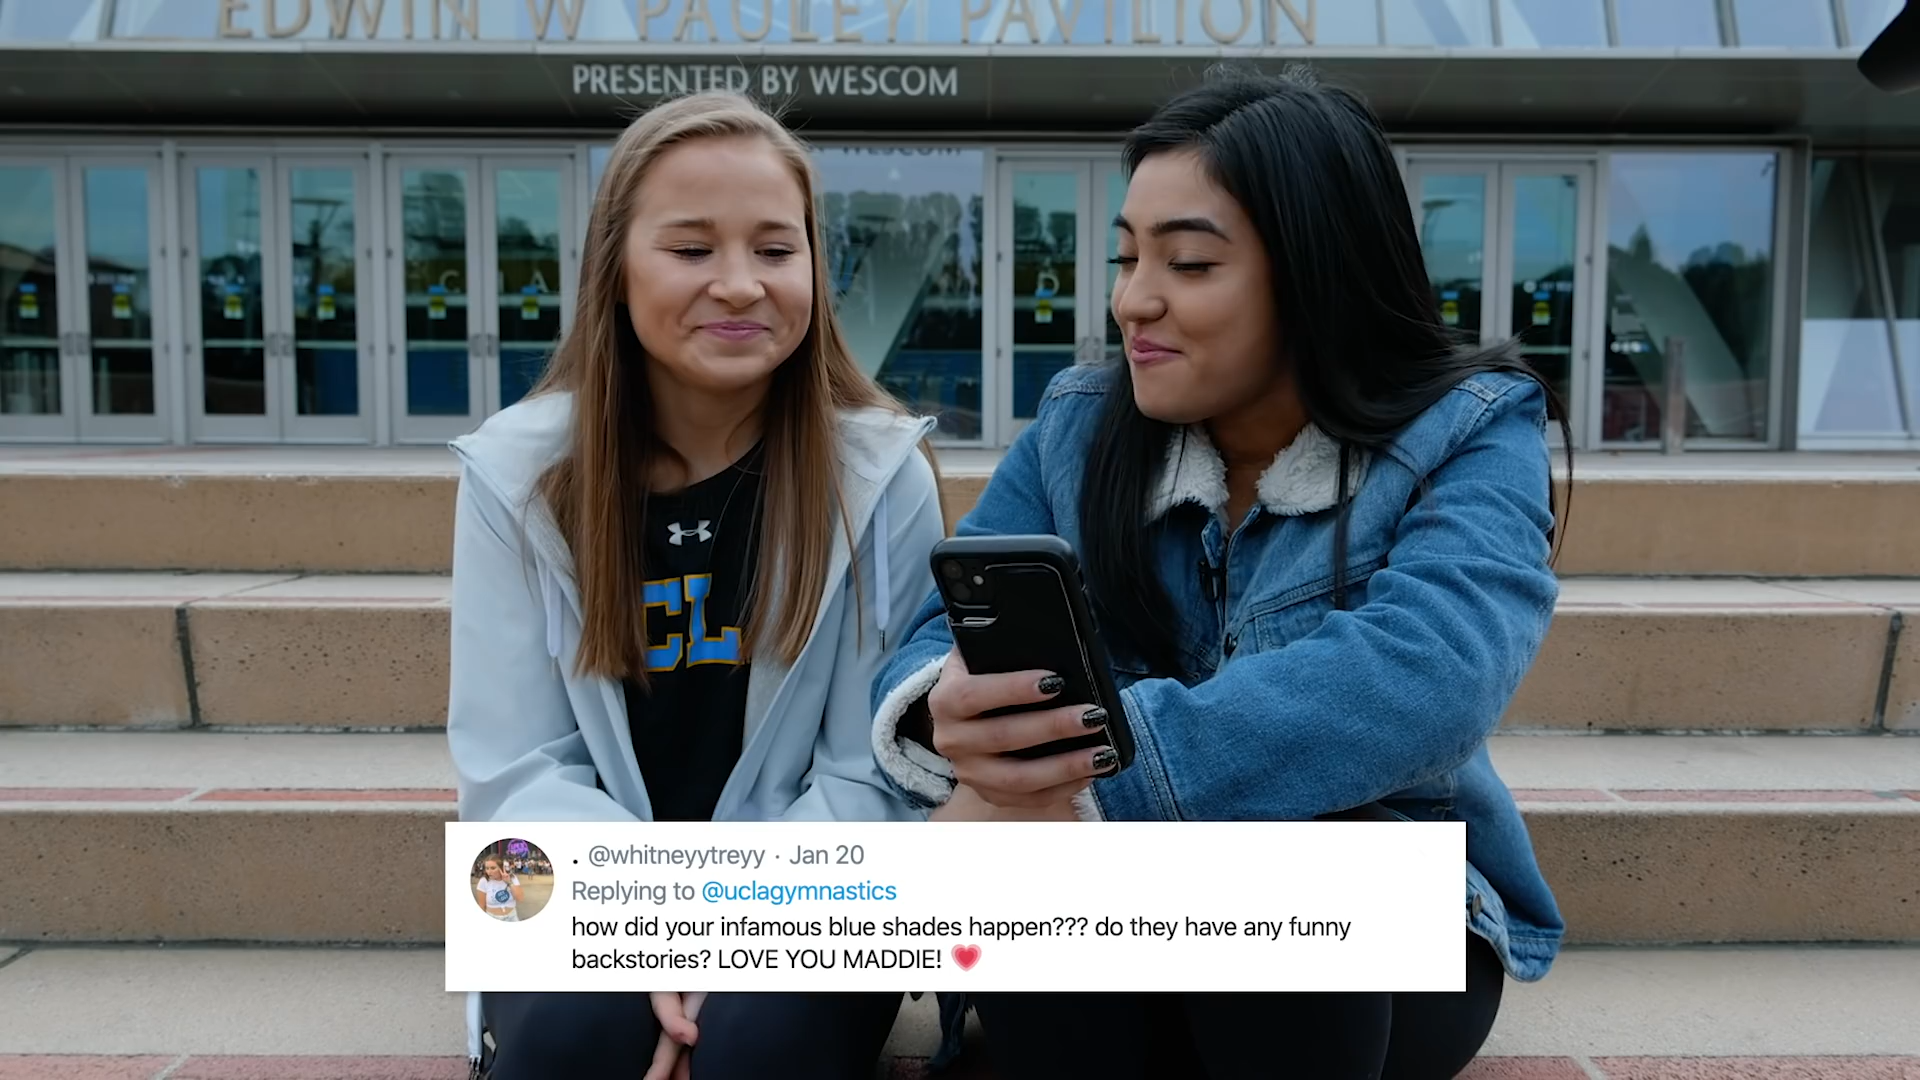 EDWIN W PAULEY PAVILION
PRESENTED BY WESCOM
CL
. @whitneyytreyy · Jan 20
Replying to @uclagymnastics
how did your infamous blue shades happen??? do they have any funny
backstories? LOVE YOU MADDIE! 💗